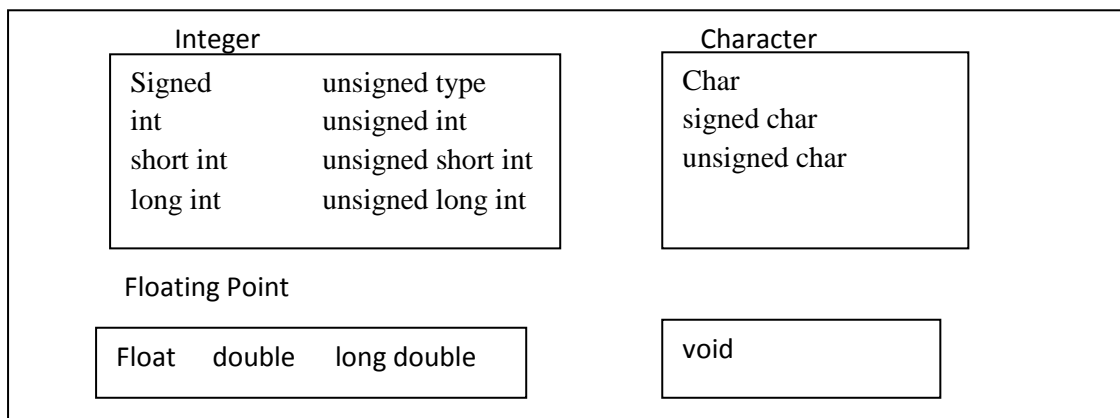 Integer
Signed unsigned type
int unsigned int
short int unsigned short int
long int unsigned long int
Character
Char
signed char
unsigned char
Floating Point
Float double long double
void